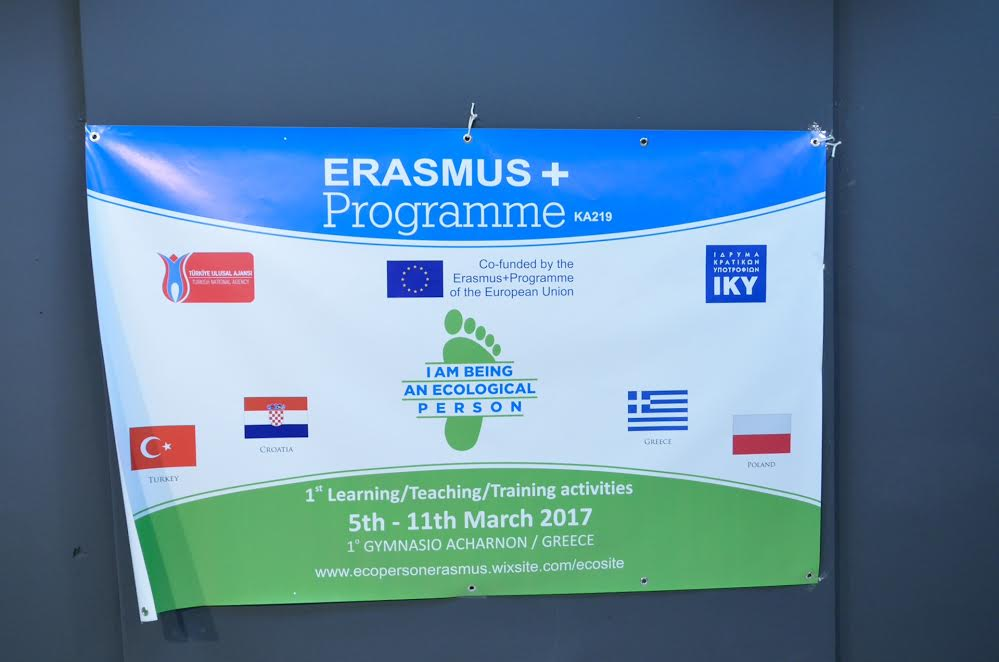 ERASMUS +
Programme KA219
TÜRKİYE ULUSAL AJANSI
TURKISH NATIONAL AGENCY
Co-funded by the
Erasmus+Programme
of the European Union
ΙΔΡΥΜΑ
ΚΡΑΤΙΚΩΝ
ΥΠΟΤΡΟΦΙΩΝ
IKY
I AM BEING
AN ECOLOGICAL
PERSON
TURKEY
CROATIA
GREECE
POLAND
1st Learning/Teaching/Training activities
5th - 11th March 2017
1° GYMNASIO ACHARNON / GREECE
www.ecopersonerasmus.wixsite.com/ecosite